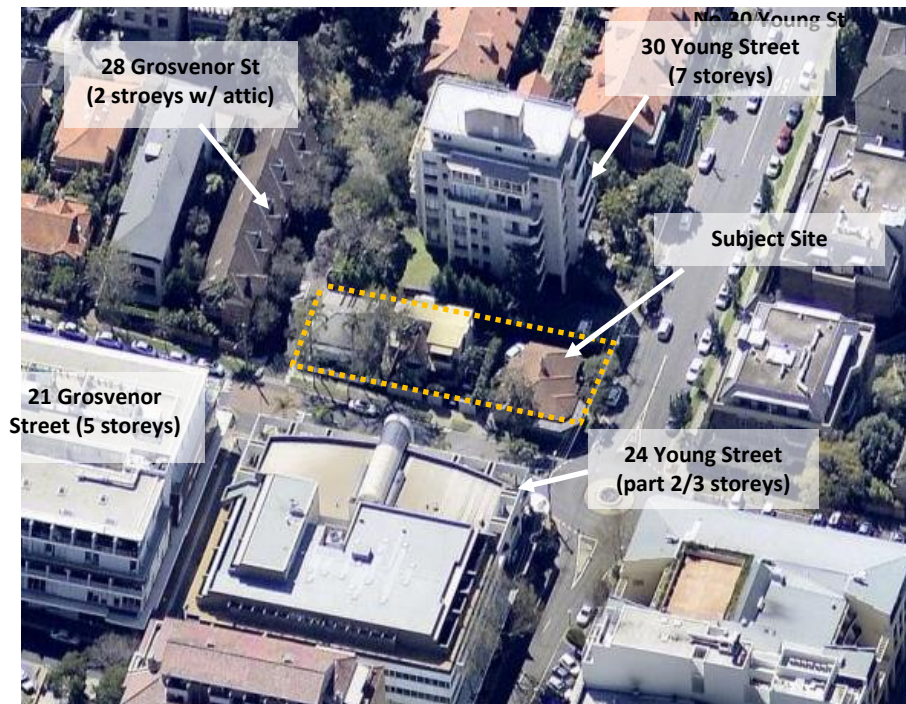 No 30 Young St
30 Young Street
(7 storeys)
28 Grosvenor St
(2 stroeys w/ attic)
Subject Site
21 Grosvenor
Street (5 storeys)
24 Young Street
(part 2/3 storeys)